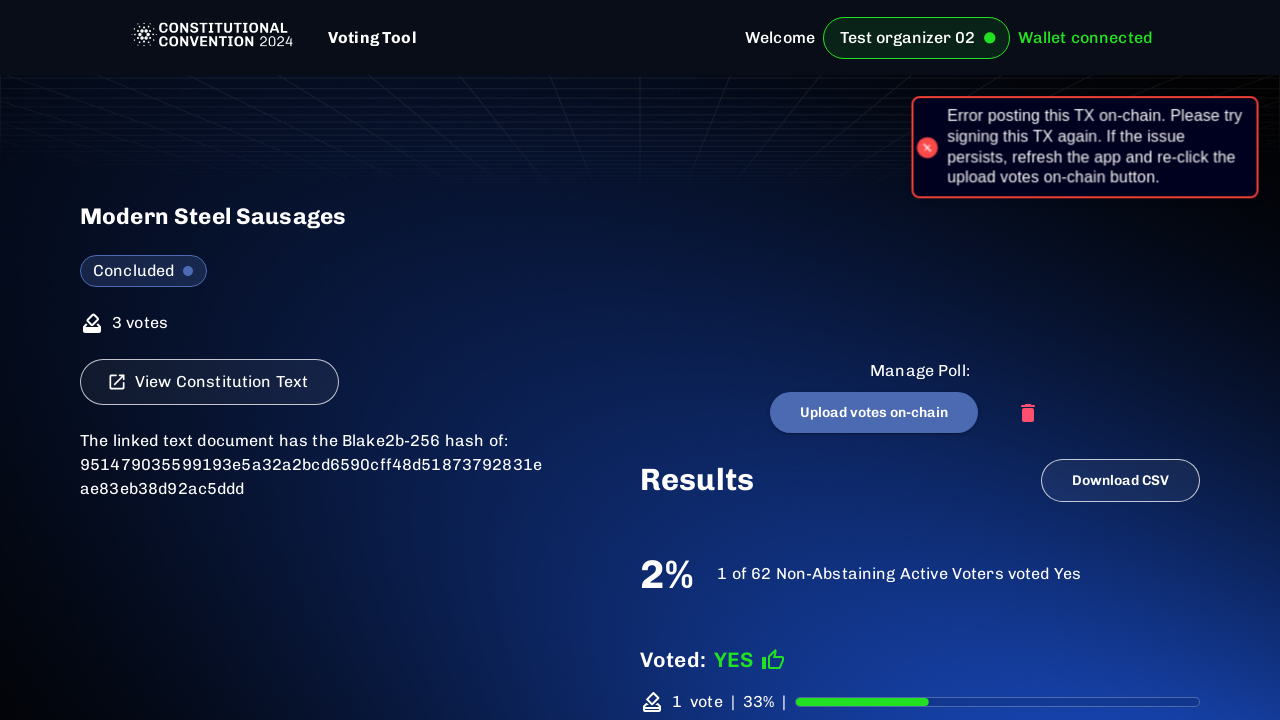 CONSTITUTIONAL
CONVENTION 2024
Voting Tool
Welcome
Test organizer 02
Wallet connected
Error posting this TX on-chain. Please try
signing this TX again. If the issue
persists, refresh the app and re-click the
upload votes on-chain button.
Modern Steel Sausages
Concluded
3 votes
View Constitution Text
The linked text document has the Blake2b-256 hash of:
951479035599193e5a32a2bcd6590cff48d51873792831e
ae83eb38d92ac5ddd
Manage Poll:
Upload votes on-chain
Results
Download CSV
2%
1 of 62 Non-Abstaining Active Voters voted Yes
Voted: YES
1 vote | 33% |